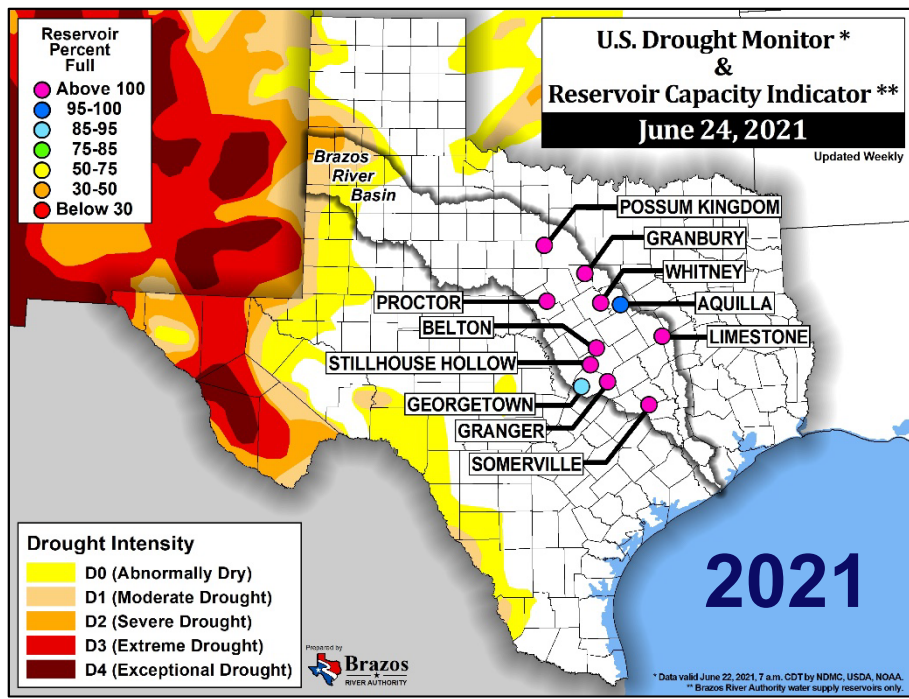 Reservoir
Percent
Full
Above 100
95-100
85-95
75-85
50-75
30-50
Below 30
U.S. Drought Monitor *
&
Reservoir Capacity Indicator **
June 24, 2021
Updated Weekly
Brazos
River
Basin
POSSUM KINGDOM
GRANBURY
WHITNEY
PROCTOR
AQUILLA
BELTON
LIMESTONE
STILLHOUSE HOLLOW
GEORGETOWN
GRANGER
SOMERVILLE
Drought Intensity
D0 (Abnormally Dry)
D1 (Moderate Drought)
D2 (Severe Drought)
D3 (Extreme Drought)
D4 (Exceptional Drought)
Prepared by
Brazos
RIVER AUTHORITY
2021
* Data valid June 22, 2021, 7 a.m. CDT by NDMC, USDA, NOAA.
** Brazos River Authority water supply reservoirs only.